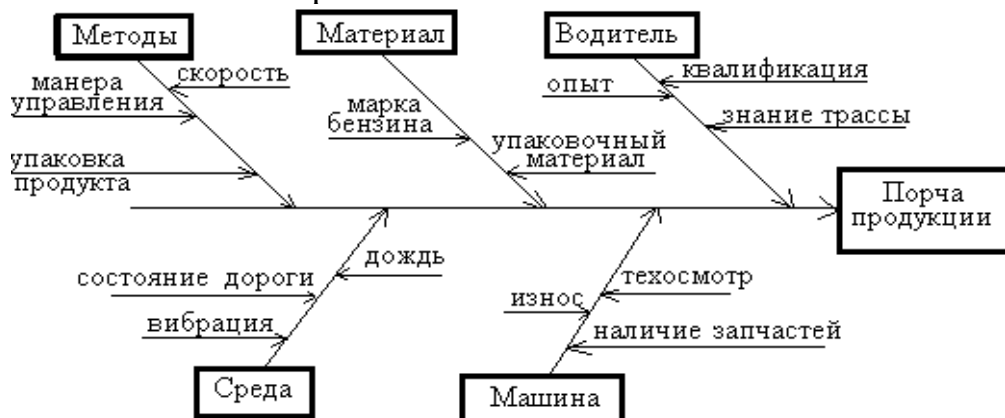 Методы
Материал
Водитель
скорость
манера
управления
упаковка
продукта
марка
бензина
упаковочный
материал
квалификация
опыт
знание трассы
Порча
продукции
дождь
состояние дороги
вибрация
техосмотр
износ
наличие запчастей
Среда
Машина